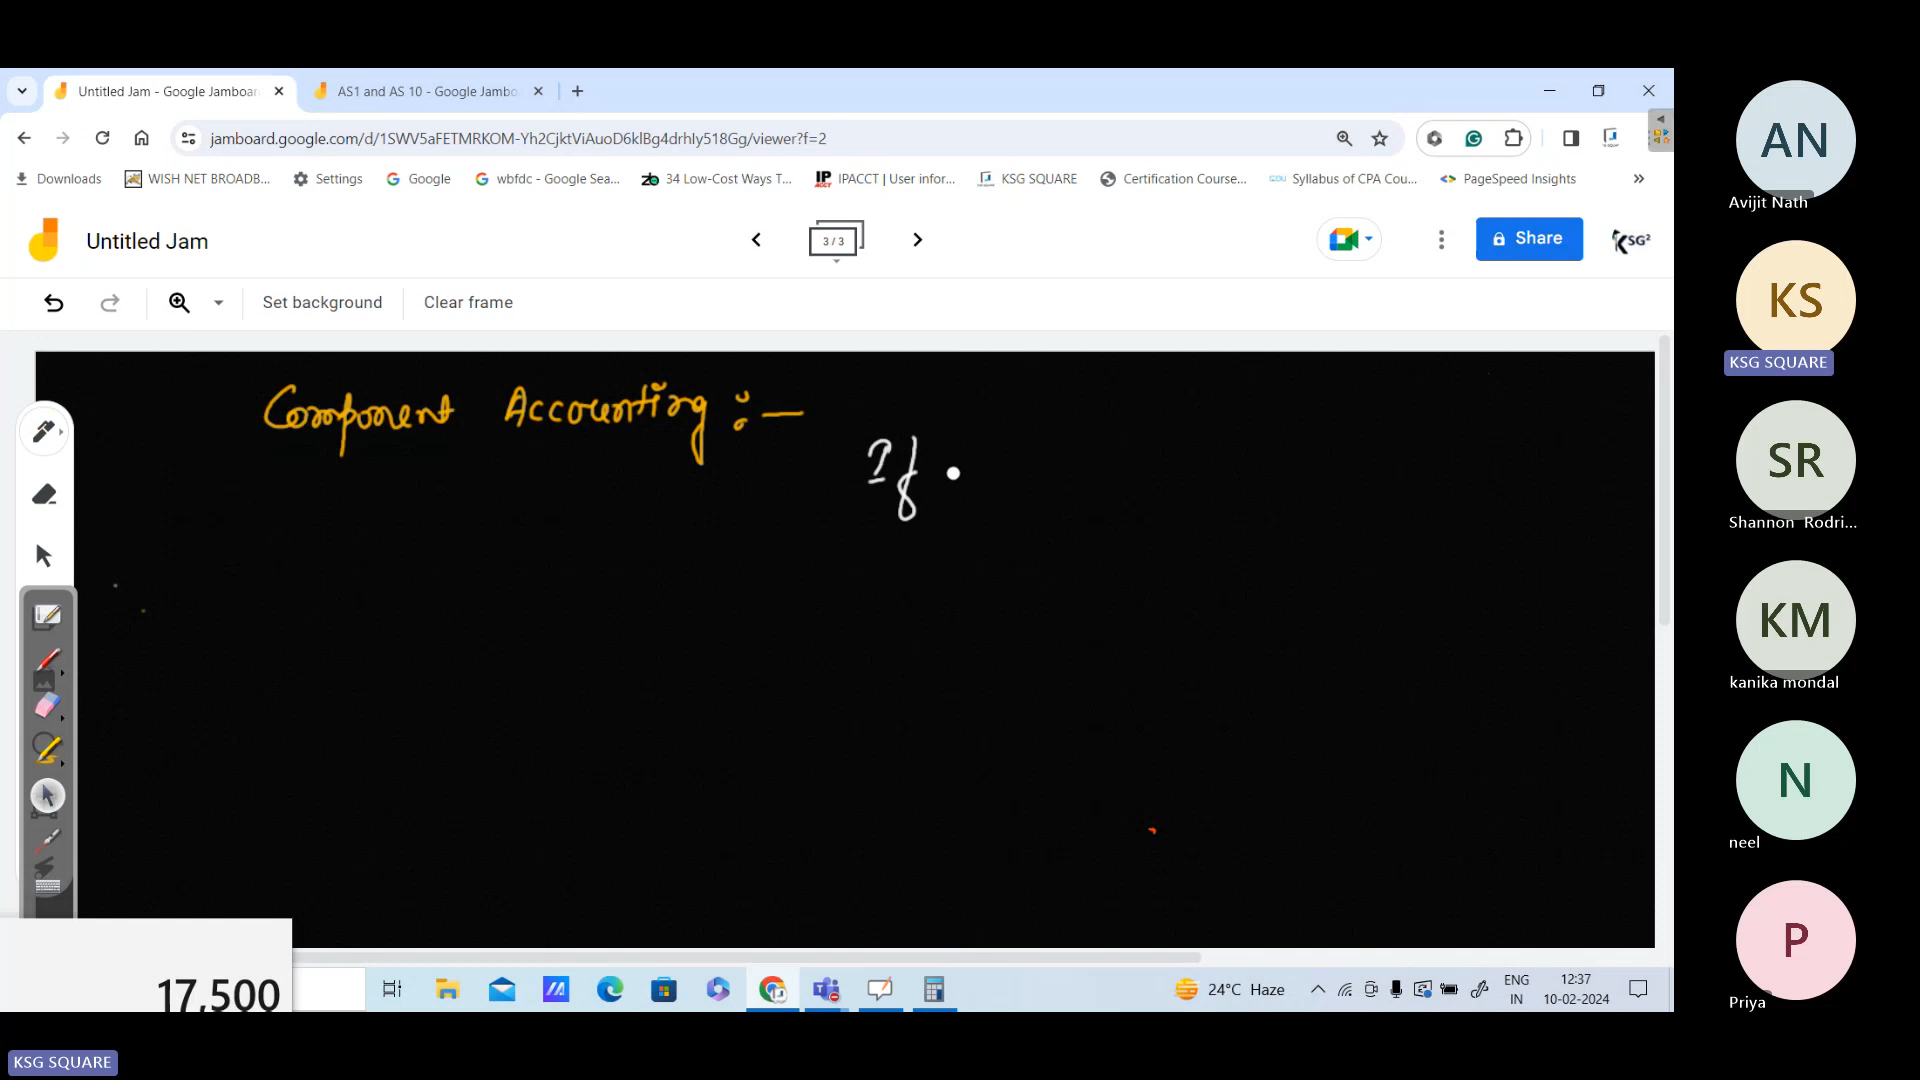 Untitled Jam - Google Jamboar
AS1 and AS 10 - Google Jambo
jamboard.google.com/d/1SWV5aFETMRKOM-Yh2CjktViAuoD6klBg4drhIy518Gg/viewer?f=2
Downloads
WISH NET BROADB...
Settings
Google
wbfdc - Google Sea...
34 Low-Cost Ways T...
IPACCT | User infor...
KSG SQUARE
Certification Course...
Syllabus of CPA Cou...
PageSpeed Insights
Untitled Jam
3 / 3
Share
KSG²
Set background
Clear frame
Component Accounting :—
If
17,500
24°C Haze
ENG
IN
12:37
10-02-2024
AN
Avijit Nath
KS
KSG SQUARE
SR
Shannon Rodri...
KM
kanika mondal
N
neel
P
Priya
KSG SQUARE